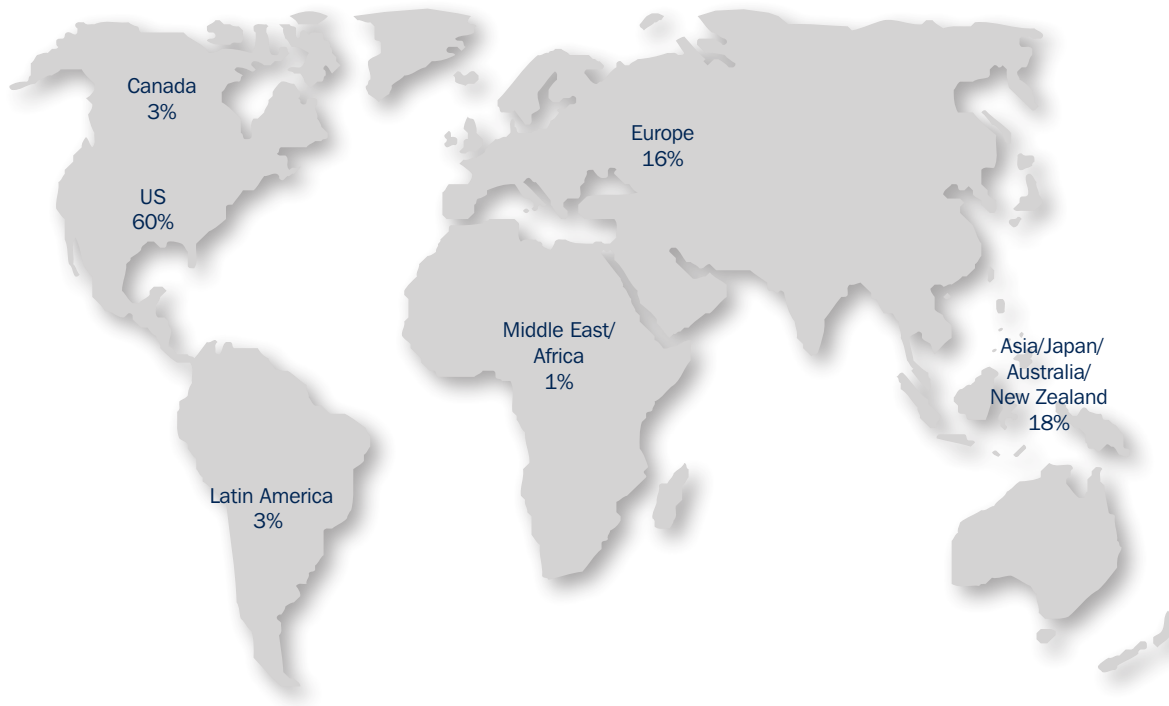 Canada
3%
US
60%
Europe
16%
Middle East/
Africa
1%
Asia/Japan/
Australia/
New Zealand
18%
Latin America
3%